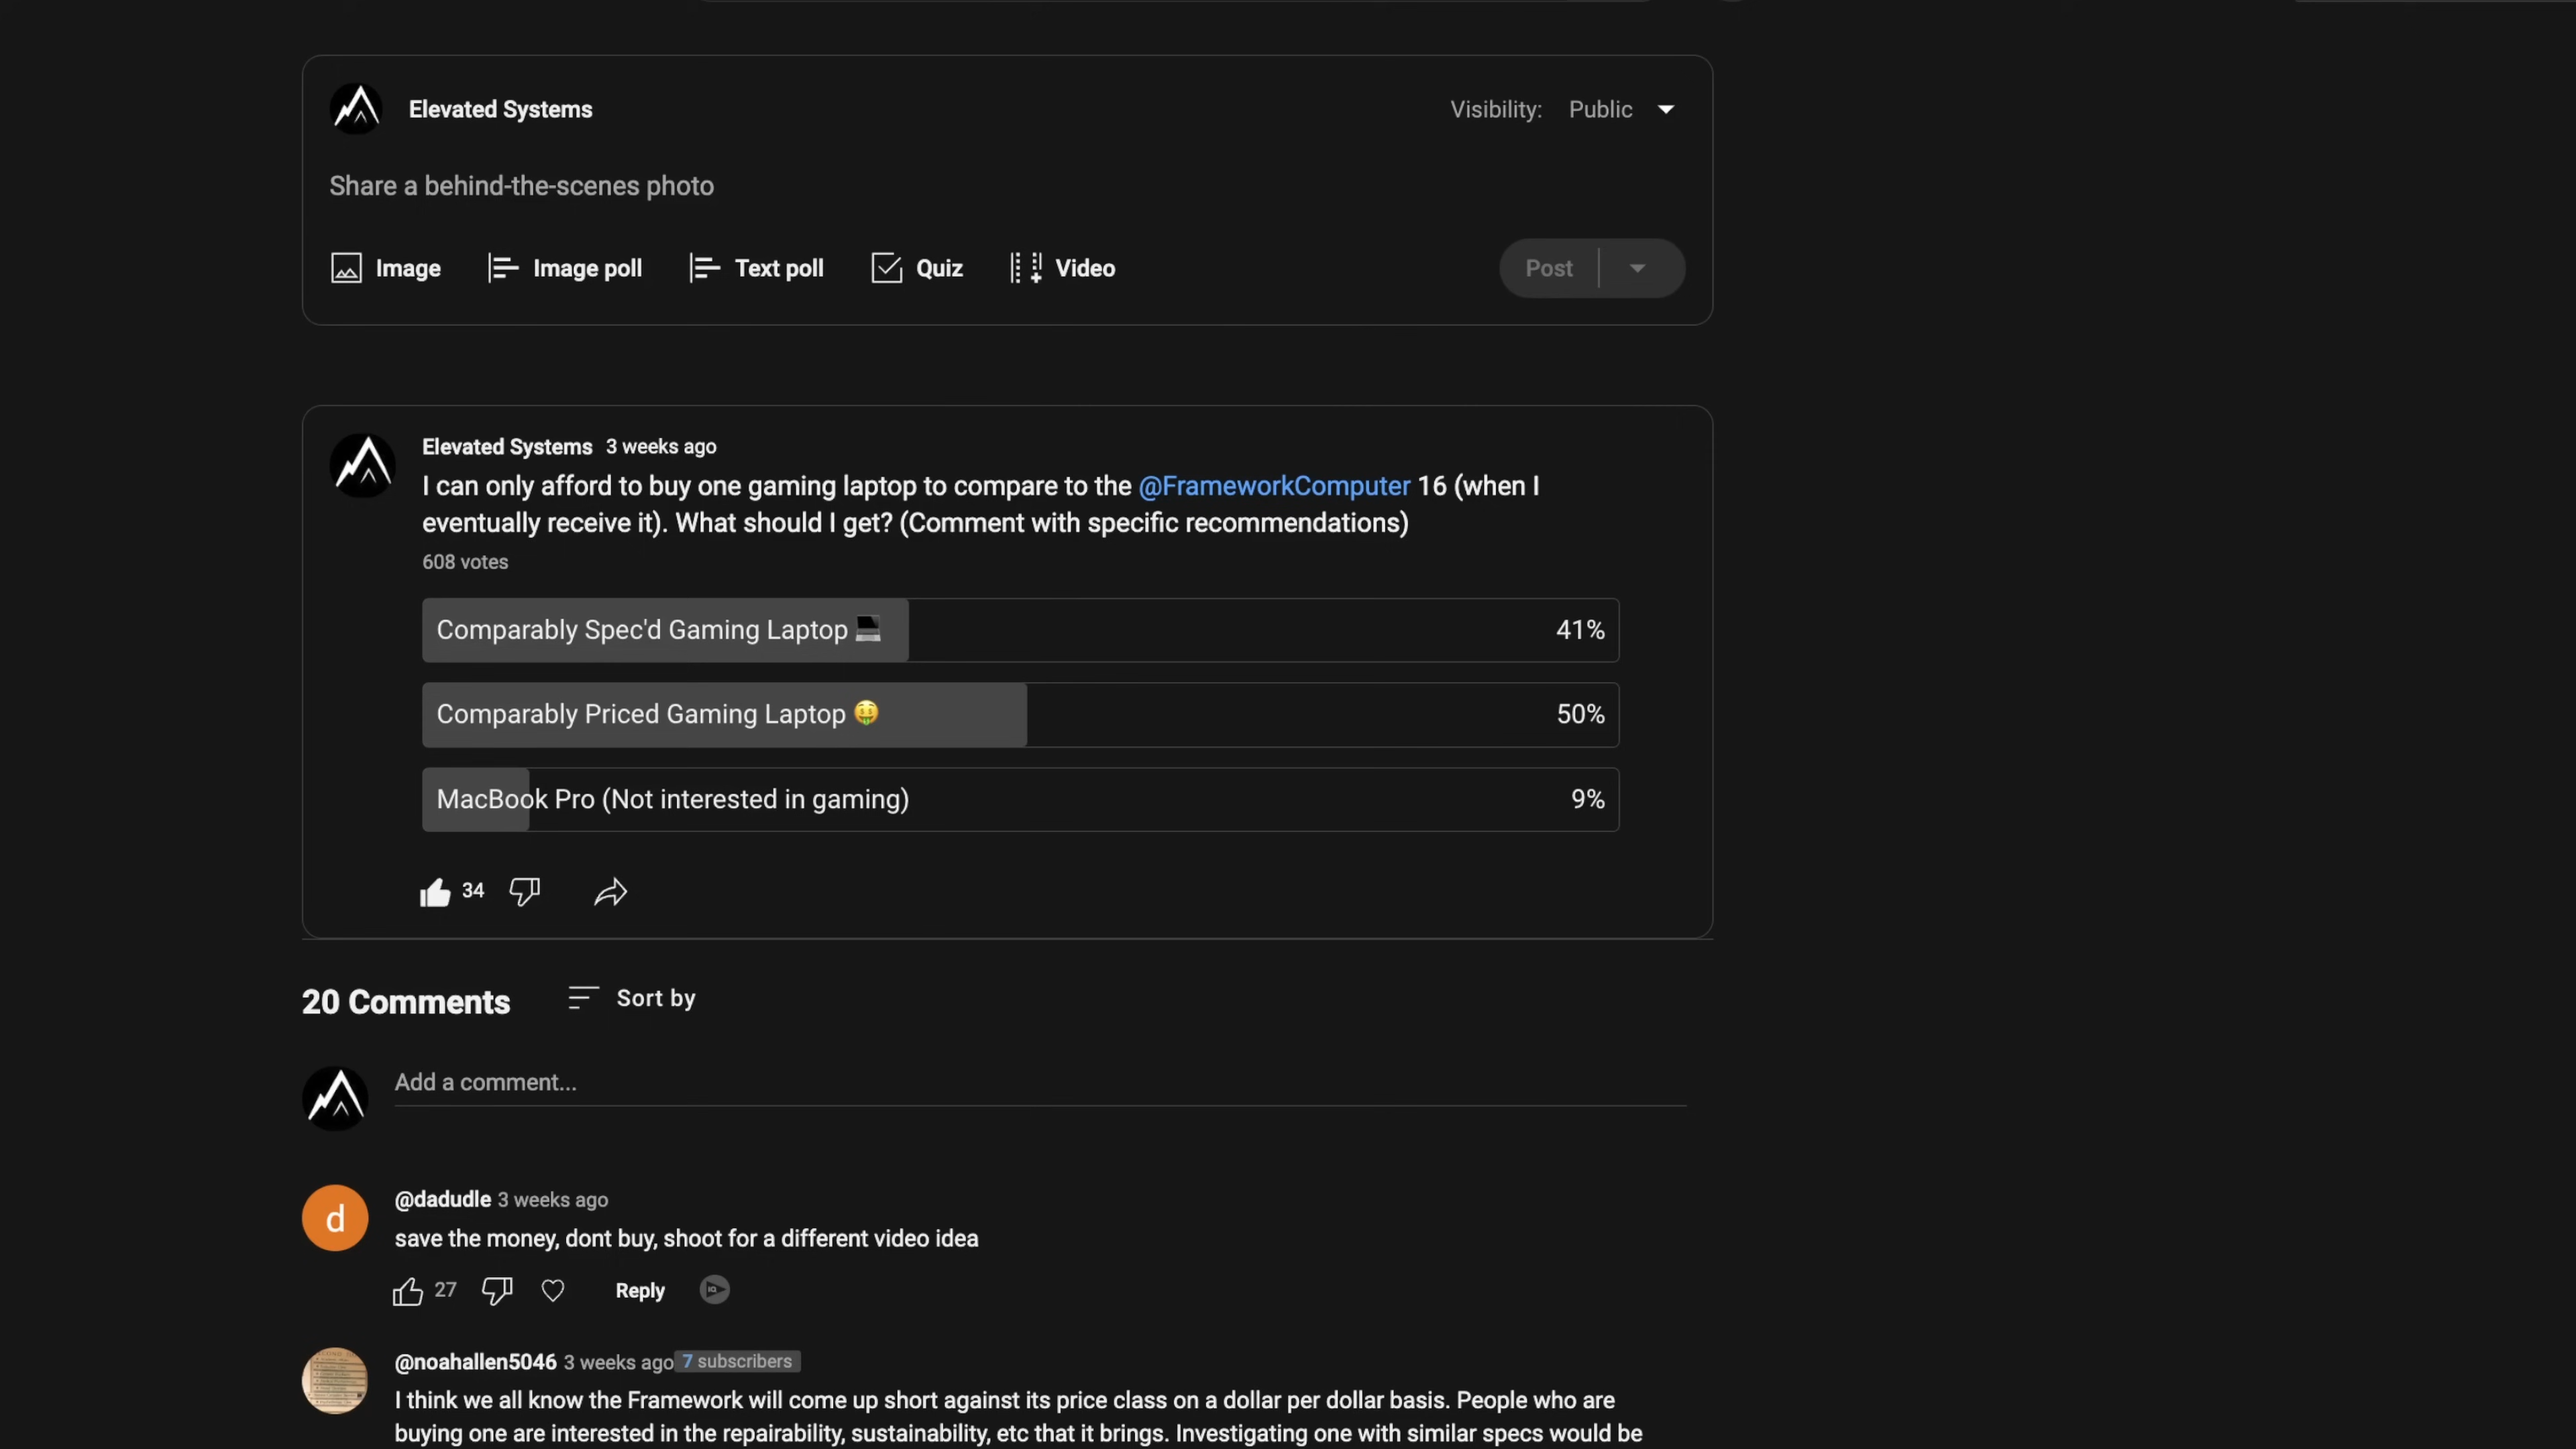 Elevated Systems
Visibility: Public
Share a behind-the-scenes photo
Image
Image poll
Text poll
Quiz
Video
Post
Elevated Systems 3 weeks ago
I can only afford to buy one gaming laptop to compare to the @FrameworkComputer 16 (when I
eventually receive it). What should I get? (Comment with specific recommendations)
608 votes
Comparably Spec'd Gaming Laptop 💻 41%
Comparably Priced Gaming Laptop 🤑 50%
MacBook Pro (Not interested in gaming) 9%
34
20 Comments
Sort by
Add a comment...
d
@dadudle 3 weeks ago
save the money, dont buy, shoot for a different video idea
27
Reply
@noahallen5046 3 weeks ago 7 subscribers
I think we all know the Framework will come up short against its price class on a dollar per dollar basis. People who are
buying one are interested in the repairability, sustainability, etc that it brings. Investigating one with similar specs would be